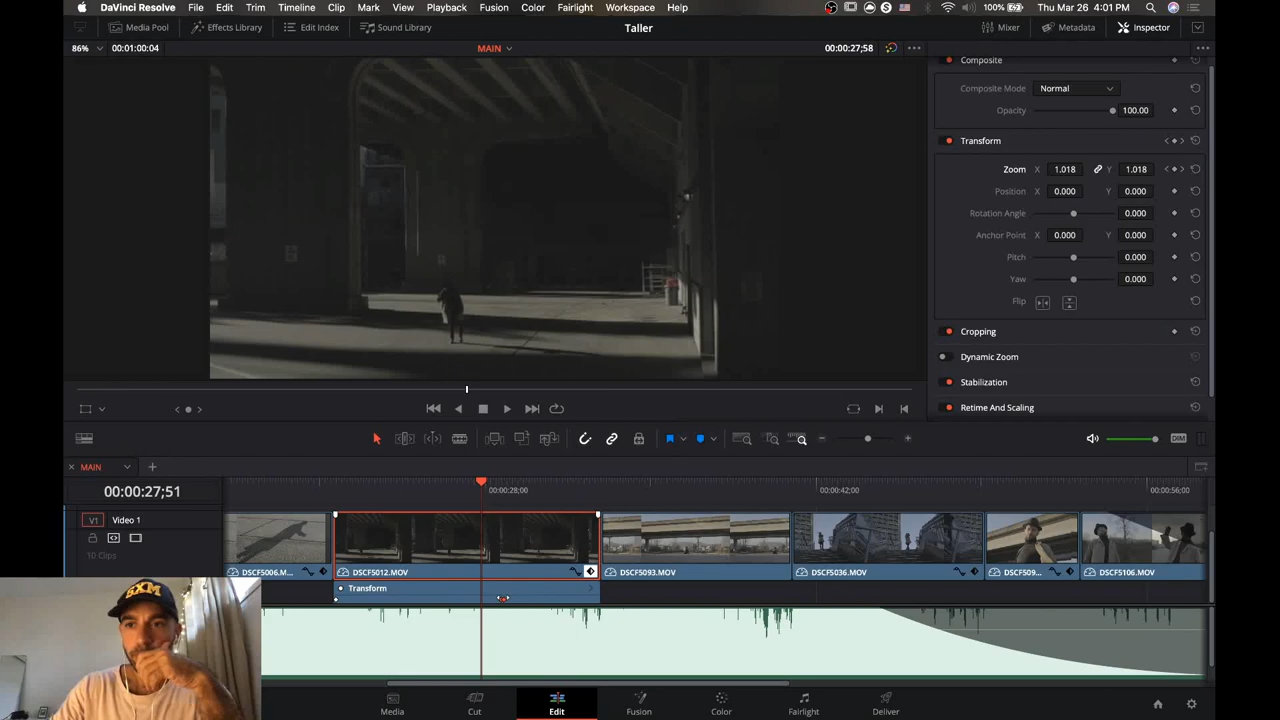 DaVinci Resolve File Edit Trim Timeline Clip Mark View Playback Fusion Color Fairlight Workspace Help 100% Thu Mar 26 4:01 PM
Media Pool Effects Library Edit Index Sound Library Taller Mixer Metadata Inspector
86% 00:01:00:04 MAIN 00:00:27;58
Composite
Composite Mode Normal
Opacity 100.00
Transform
Zoom X 1.018 Y 1.018
Position X 0.000 Y 0.000
Rotation Angle 0.000
Anchor Point X 0.000 Y 0.000
Pitch 0.000
Yaw 0.000
Flip
Cropping
Dynamic Zoom
Stabilization
Retime And Scaling
DIM
MAIN
00:00:27;51 00:00:28;00 00:00:42;00 00:00:56;00
V1 Video 1
10 Clips
DSCF5006.M... DSCF5012.MOV DSCF5093.MOV DSCF5036.MOV DSCF509... DSCF5106.MOV
Transform
SXM
Media Cut Edit Fusion Color Fairlight Deliver